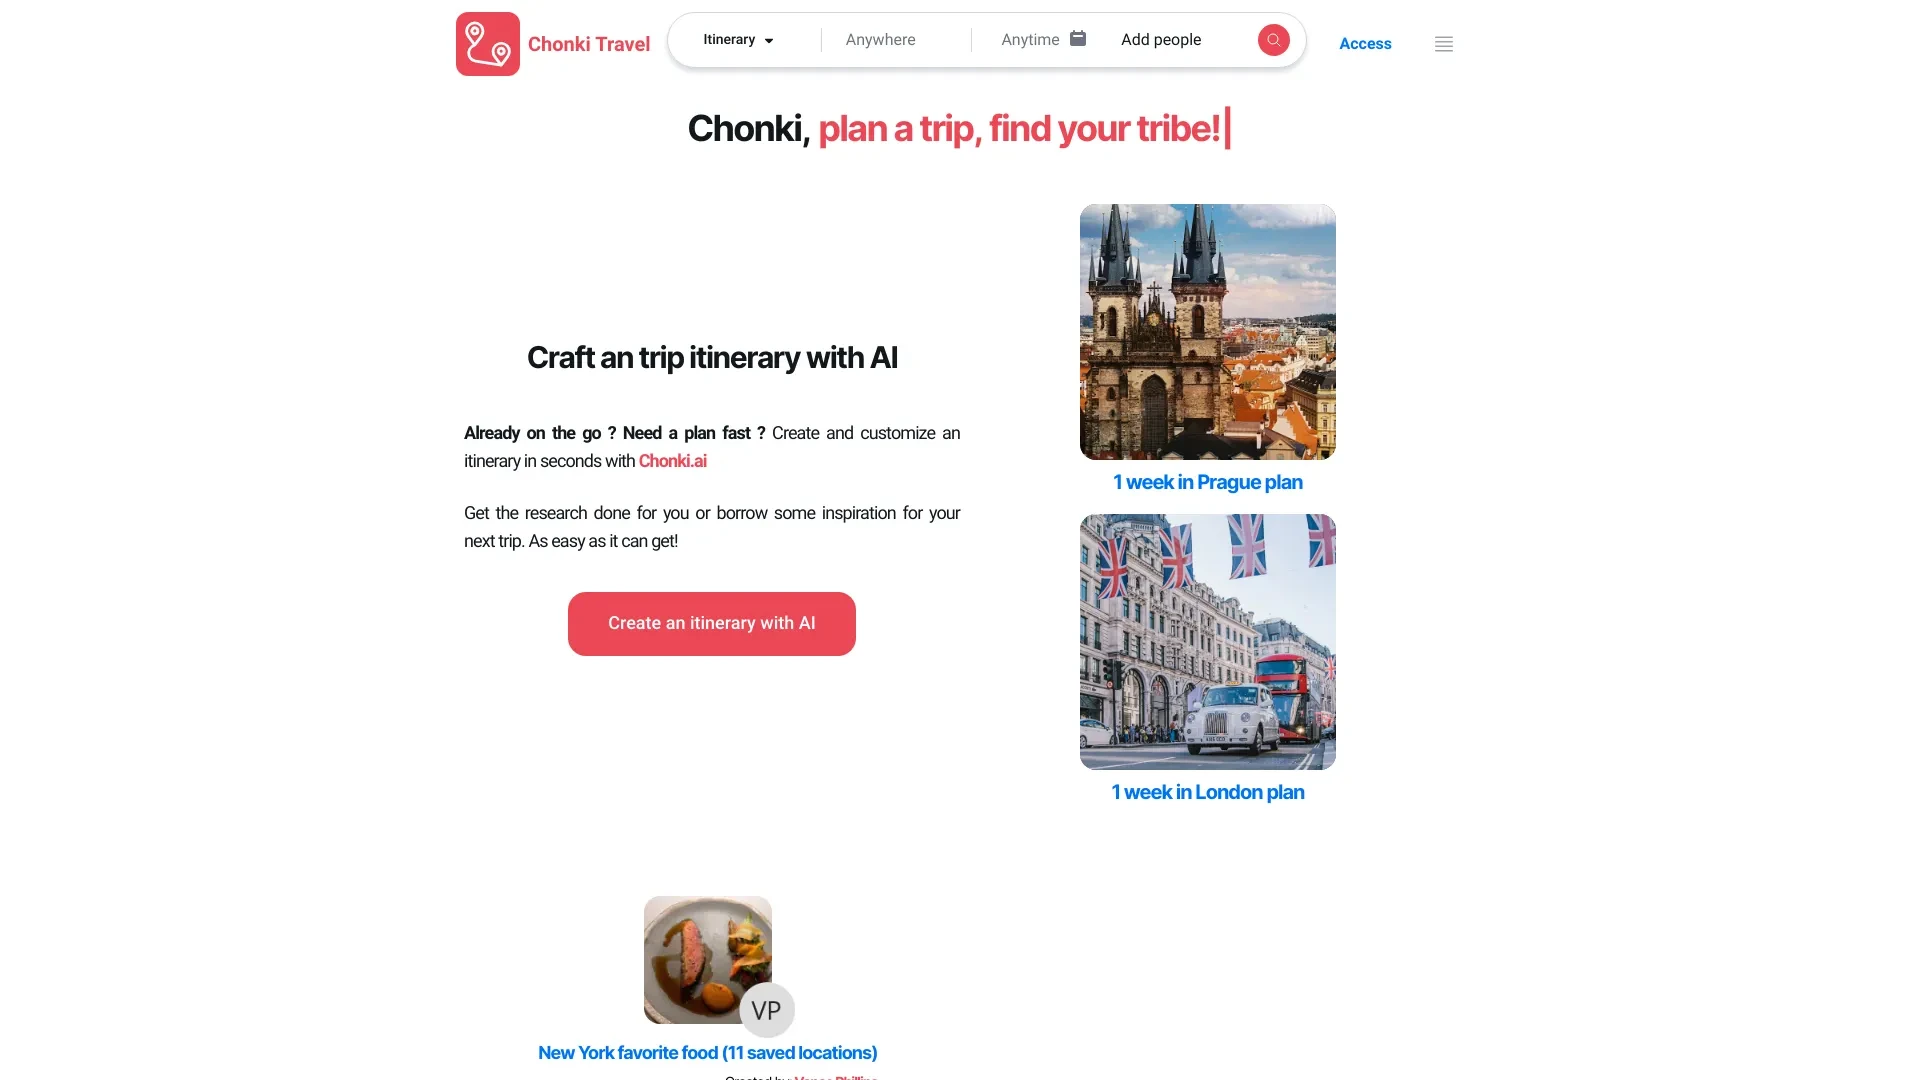 Chonki Travel
Itinerary
Anywhere
Anytime
Add people
Access
Chonki, plan a trip, find your tribe!
Craft an trip itinerary with AI
Already on the go ? Need a plan fast ? Create and customize an
itinerary in seconds with Chonki.ai
Get the research done for you or borrow some inspiration for your
next trip. As easy as it can get!
Create an itinerary with AI
1 week in Prague plan
1 week in London plan
VP
New York favorite food (11 saved locations)
Created by: